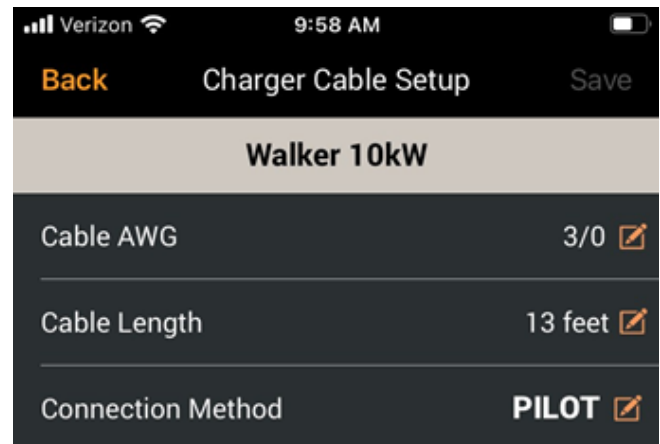 Verizon 9:58 AM
Back Charger Cable Setup Save
Walker 10kW
Cable AWG 3/0
Cable Length 13 feet
Connection Method PILOT